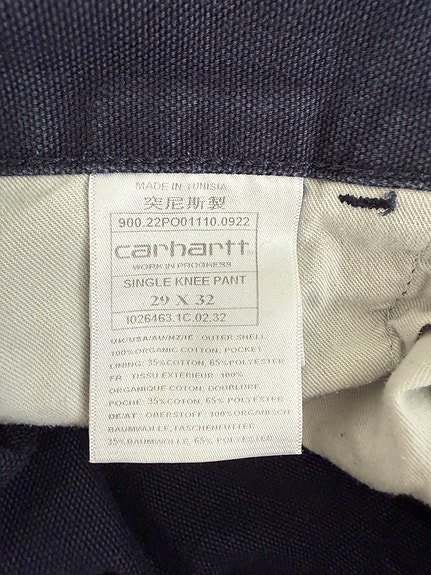 MADE IN TUNISIA
突尼斯製
900.22PO01110.0922
carhartt
WORK IN PROGRESS
SINGLE KNEE PANT
29 X 32
I026463.1C.02.32
UK/USA/AU/NZ/IE : OUTER SHELL
100%ORGANIC COTTON, POCKET
LINING: 35%COTON, 65%POLYESTER
FR : TISSU EXTERIEUR: 100%
ORGANIQUE COTON, DOUBLURE
POCHE: 35%COTON, 65%POLYESTER
DE/AT : OBERSTOFF: 100%ORGANISCH
BAUMWOLLE, TASCHENFUTTER
35%BAUMWOLLE, 65% POLYESTER